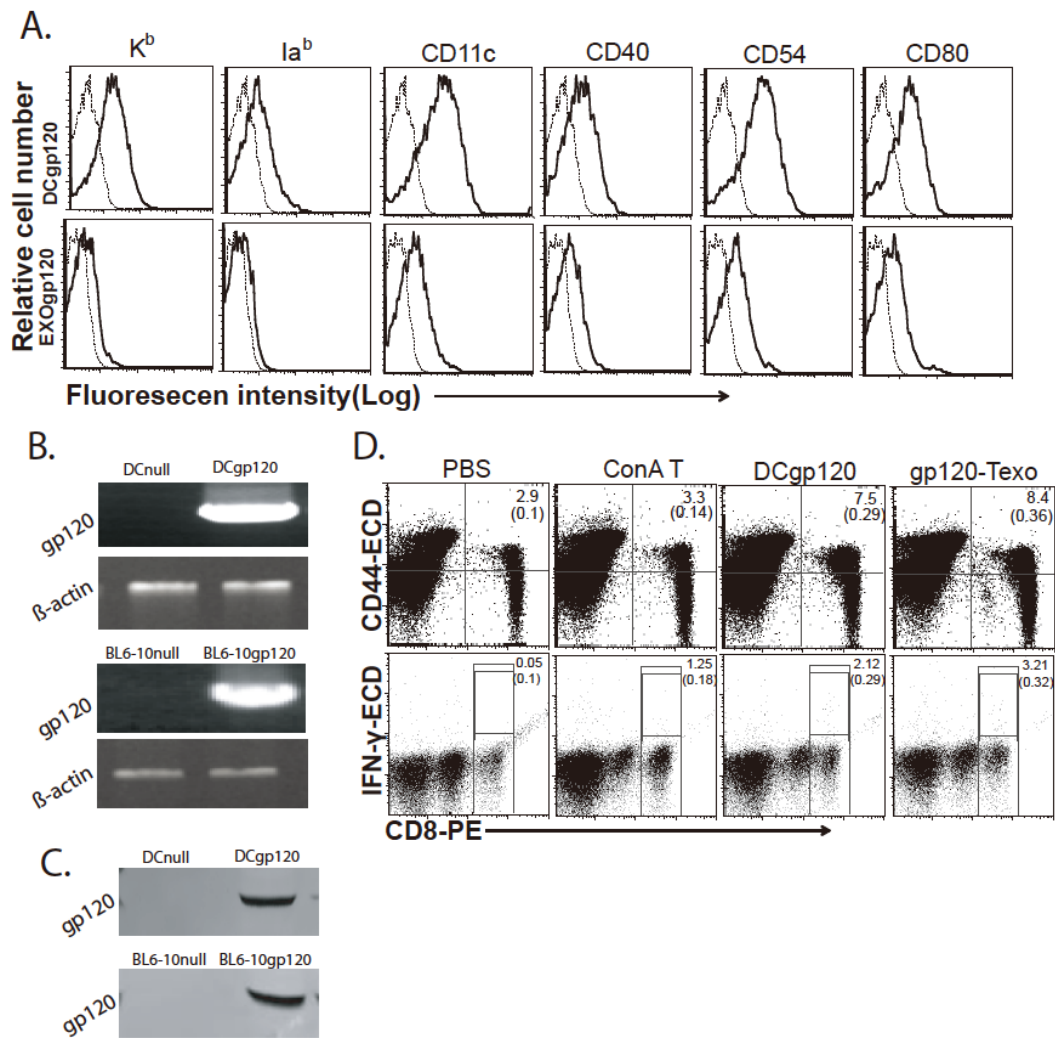 A.
Kᵇ Iaᵇ CD11c CD40 CD54 CD80
Relative cell number
DCgp120
EXOgp120
Fluoresecen intensity(Log)
B.
DCnull DCgp120
gp120
ß-actin
BL6-10null BL6-10gp120
gp120
ß-actin
C.
DCnull DCgp120
gp120
BL6-10null BL6-10gp120
gp120
D.
PBS ConA T DCgp120 gp120-Texo
CD44-ECD
2.9 3.3 7.5 8.4
(0.1) (0.14) (0.29) (0.36)
IFN-γ-ECD
0.05 1.25 2.12 3.21
(0.1) (0.18) (0.29) (0.32)
CD8-PE